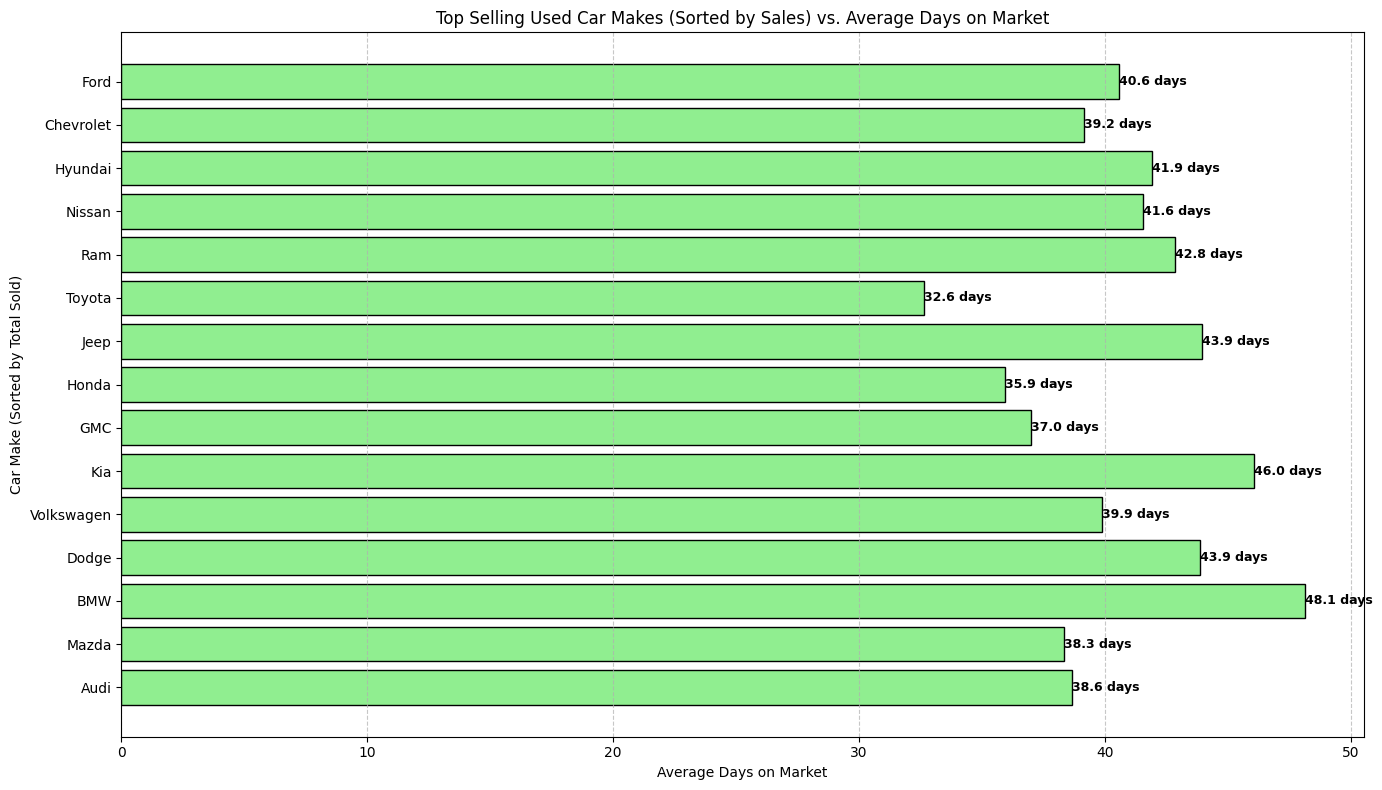 Top Selling Used Car Makes (Sorted by Sales) vs. Average Days on Market
Car Make (Sorted by Total Sold)
Ford 40.6 days
Chevrolet 39.2 days
Hyundai 41.9 days
Nissan 41.6 days
Ram 42.8 days
Toyota 32.6 days
Jeep 43.9 days
Honda 35.9 days
GMC 37.0 days
Kia 46.0 days
Volkswagen 39.9 days
Dodge 43.9 days
BMW 48.1 days
Mazda 38.3 days
Audi 38.6 days
0 10 20 30 40 50
Average Days on Market